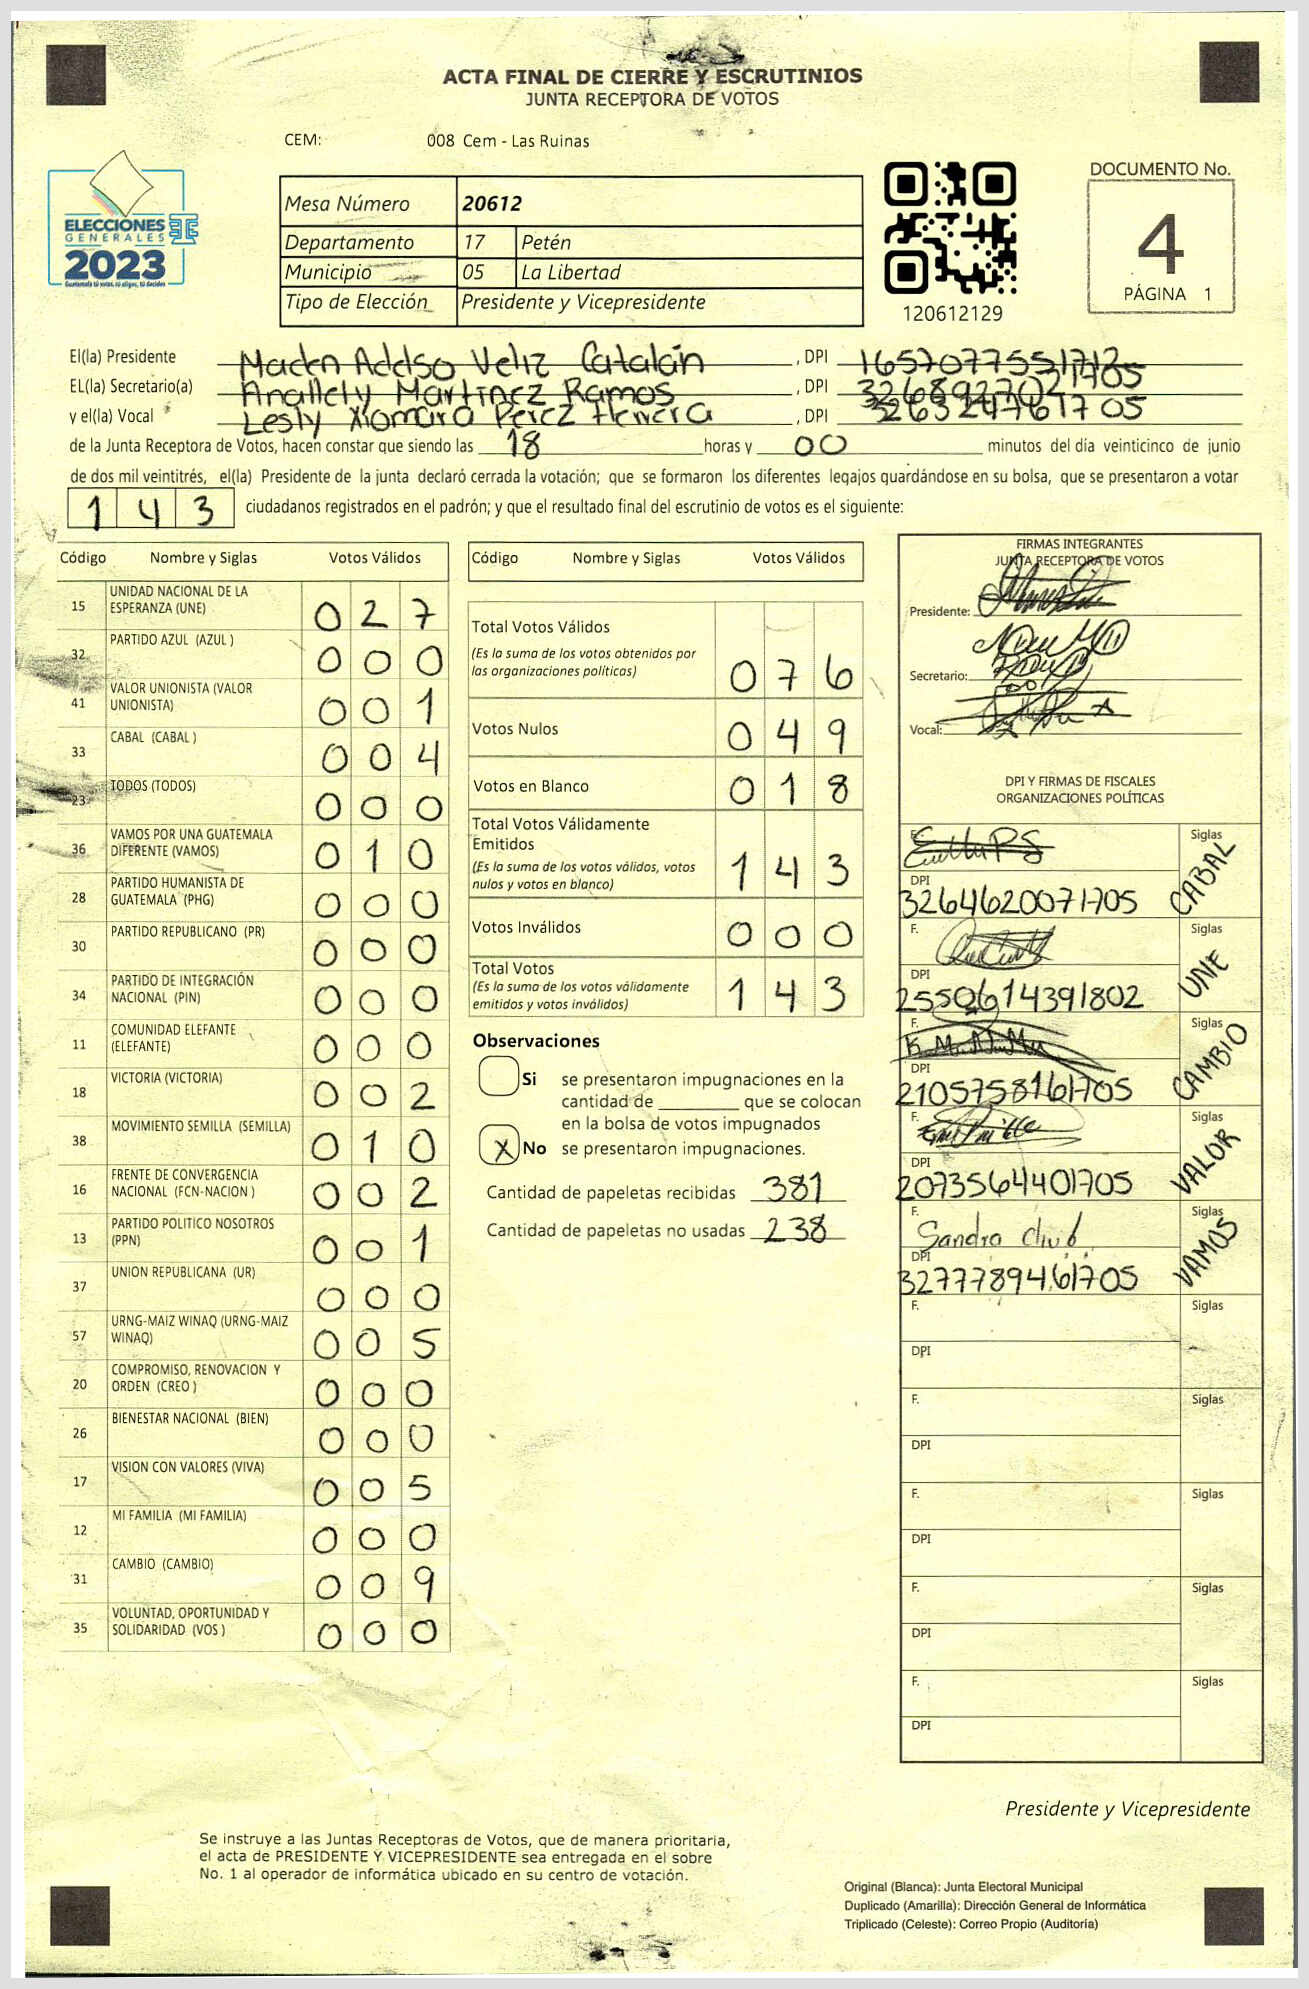 ACTA FINAL DE CIERRE Y ESCRUTINIOS
JUNTA RECEPTORA DE VOTOS
CEM: 008 Cem - Las Ruinas
ELECCIONES
GENERALES
2023
Guatemala tú votas, tú eliges, tú decides
Mesa Número 20612
Departamento 17 Petén
Municipio 05 La Libertad
Tipo de Elección Presidente y Vicepresidente
120612129
DOCUMENTO No.
4
PÁGINA 1
El(la) Presidente Veliz Catalán , DPI
EL(la) Secretario(a) Anallely Martinez Ramos , DPI
y el(la) Vocal Lesly Xiomara Perez Herrera , DPI
de la Junta Receptora de Votos, hacen constar que siendo las 18 horas y 00 minutos del día veinticinco de junio
de dos mil veintitrés, el(la) Presidente de la junta declaró cerrada la votación; que se formaron los diferentes legajos guardándose en su bolsa, que se presentaron a votar
143 ciudadanos registrados en el padrón; y que el resultado final del escrutinio de votos es el siguiente:
Código Nombre y Siglas Votos Válidos
15 UNIDAD NACIONAL DE LA ESPERANZA (UNE) 0 2 7
32 PARTIDO AZUL (AZUL ) 0 0 0
41 VALOR UNIONISTA (VALOR UNIONISTA) 0 0 1
33 CABAL (CABAL ) 0 0 4
23 TODOS (TODOS) 0 0 0
36 VAMOS POR UNA GUATEMALA DIFERENTE (VAMOS) 0 1 0
28 PARTIDO HUMANISTA DE GUATEMALA (PHG) 0 0 0
30 PARTIDO REPUBLICANO (PR) 0 0 0
34 PARTIDO DE INTEGRACIÓN NACIONAL (PIN) 0 0 0
11 COMUNIDAD ELEFANTE (ELEFANTE) 0 0 0
18 VICTORIA (VICTORIA) 0 0 2
38 MOVIMIENTO SEMILLA (SEMILLA) 0 1 0
16 FRENTE DE CONVERGENCIA NACIONAL (FCN-NACION ) 0 0 2
13 PARTIDO POLITICO NOSOTROS (PPN) 0 0 1
37 UNION REPUBLICANA (UR) 0 0 0
57 URNG-MAIZ WINAQ (URNG-MAIZ WINAQ) 0 0 5
20 COMPROMISO, RENOVACION Y ORDEN (CREO ) 0 0 0
26 BIENESTAR NACIONAL (BIEN) 0 0 0
17 VISION CON VALORES (VIVA) 0 0 5
12 MI FAMILIA (MI FAMILIA) 0 0 0
31 CAMBIO (CAMBIO) 0 0 9
35 VOLUNTAD, OPORTUNIDAD Y SOLIDARIDAD (VOS ) 0 0 0
Código Nombre y Siglas Votos Válidos
Total Votos Válidos 0 7 6
(Es la suma de los votos obtenidos por
las organizaciones políticas)
Votos Nulos 0 4 9
Votos en Blanco 0 1 8
Total Votos Válidamente
Emitidos 1 4 3
(Es la suma de los votos válidos, votos
nulos y votos en blanco)
Votos Inválidos 0 0 0
Total Votos 1 4 3
(Es la suma de los votos válidamente
emitidos y votos inválidos)
Observaciones
Si se presentaron impugnaciones en la
cantidad de ________ que se colocan
en la bolsa de votos impugnados
X No se presentaron impugnaciones.
Cantidad de papeletas recibidas 381
Cantidad de papeletas no usadas 238
FIRMAS INTEGRANTES
JUNTA RECEPTORA DE VOTOS
Presidente:
Secretario:
Vocal:
DPI Y FIRMAS DE FISCALES
ORGANIZACIONES POLÍTICAS
F. Siglas CABAL
DPI 3264620071705
F. Siglas UNE
DPI 2550614391802
F. Siglas CAMBIO
DPI 2105758161705
F. Siglas VALOR
DPI 2073564401705
F. Sandra Siglas VAMOS
DPI 3277789461705
F. Siglas
DPI
F. Siglas
DPI
F. Siglas
DPI
F. Siglas
DPI
F. Siglas
DPI
Presidente y Vicepresidente
Se instruye a las Juntas Receptoras de Votos, que de manera prioritaria,
el acta de PRESIDENTE Y VICEPRESIDENTE sea entregada en el sobre
No. 1 al operador de informática ubicado en su centro de votación.
Original (Blanca): Junta Electoral Municipal
Duplicado (Amarilla): Dirección General de Informática
Triplicado (Celeste): Correo Propio (Auditoría)